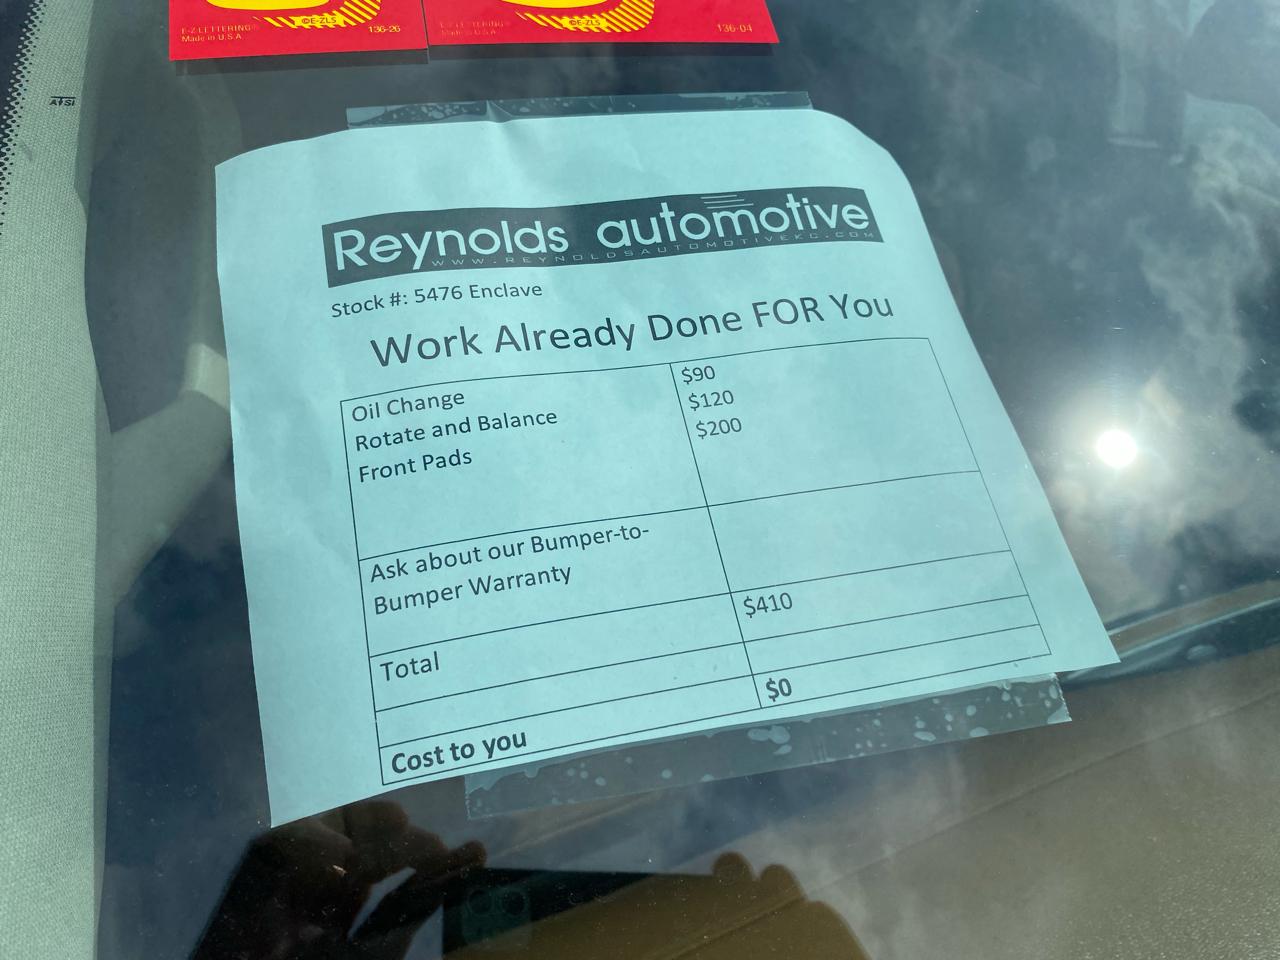 E-Z LETTERING®
Made in U.S.A.
©E-ZLS
136-26
E-Z LETTERING®
Made in U.S.A.
©E-ZLS
136-04
Reynolds automotive
WWW.REYNOLDSAUTOMOTIVEKC.COM
Stock #: 5476 Enclave
Work Already Done FOR You
Oil Change $90
Rotate and Balance $120
Front Pads $200
Ask about our Bumper-to-
Bumper Warranty
Total $410
Cost to you $0